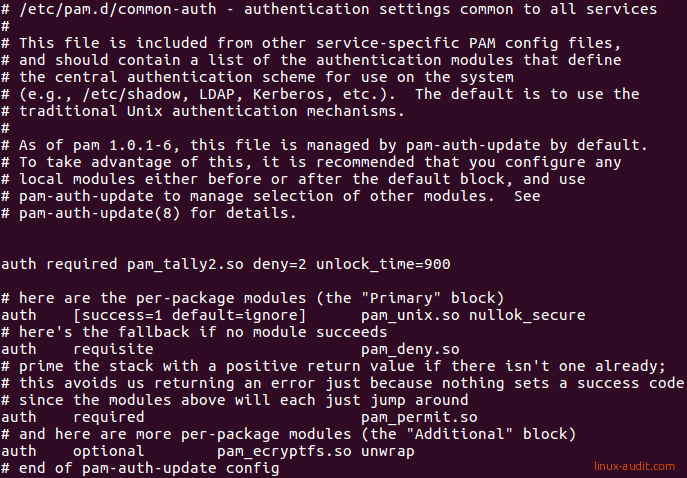 # /etc/pam.d/common-auth - authentication settings common to all services
#
# This file is included from other service-specific PAM config files,
# and should contain a list of the authentication modules that define
# the central authentication scheme for use on the system
# (e.g., /etc/shadow, LDAP, Kerberos, etc.).  The default is to use the
# traditional Unix authentication mechanisms.
#
# As of pam 1.0.1-6, this file is managed by pam-auth-update by default.
# To take advantage of this, it is recommended that you configure any
# local modules either before or after the default block, and use
# pam-auth-update to manage selection of other modules.  See
# pam-auth-update(8) for details.
auth required pam_tally2.so deny=2 unlock_time=900
# here are the per-package modules (the "Primary" block)
auth    [success=1 default=ignore]      pam_unix.so nullok_secure
# here's the fallback if no module succeeds
auth    requisite                       pam_deny.so
# prime the stack with a positive return value if there isn't one already;
# this avoids us returning an error just because nothing sets a success code
# since the modules above will each just jump around
auth    required                        pam_permit.so
# and here are more per-package modules (the "Additional" block)
auth    optional        pam_ecryptfs.so unwrap
# end of pam-auth-update config
linux-audit.com